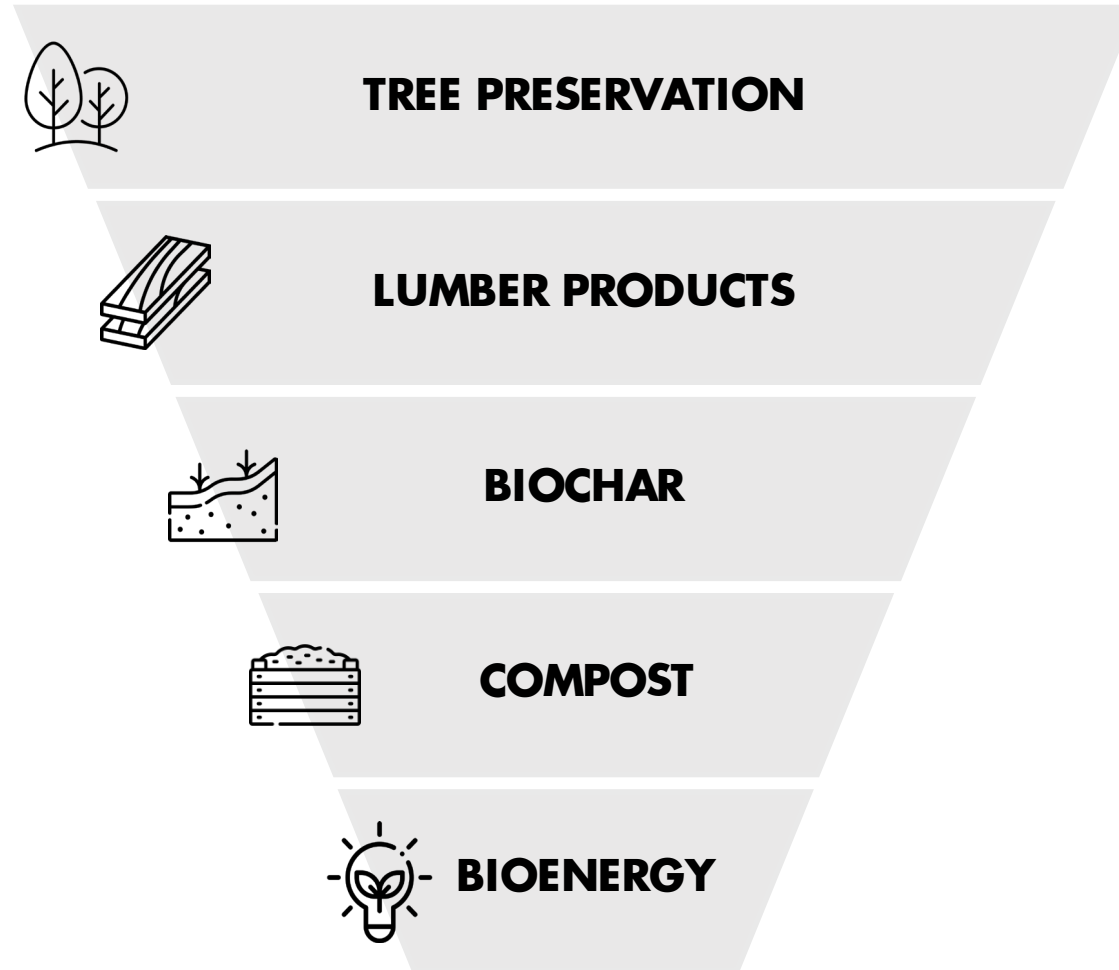 TREE PRESERVATION
LUMBER PRODUCTS
BIOCHAR
COMPOST
BIOENERGY